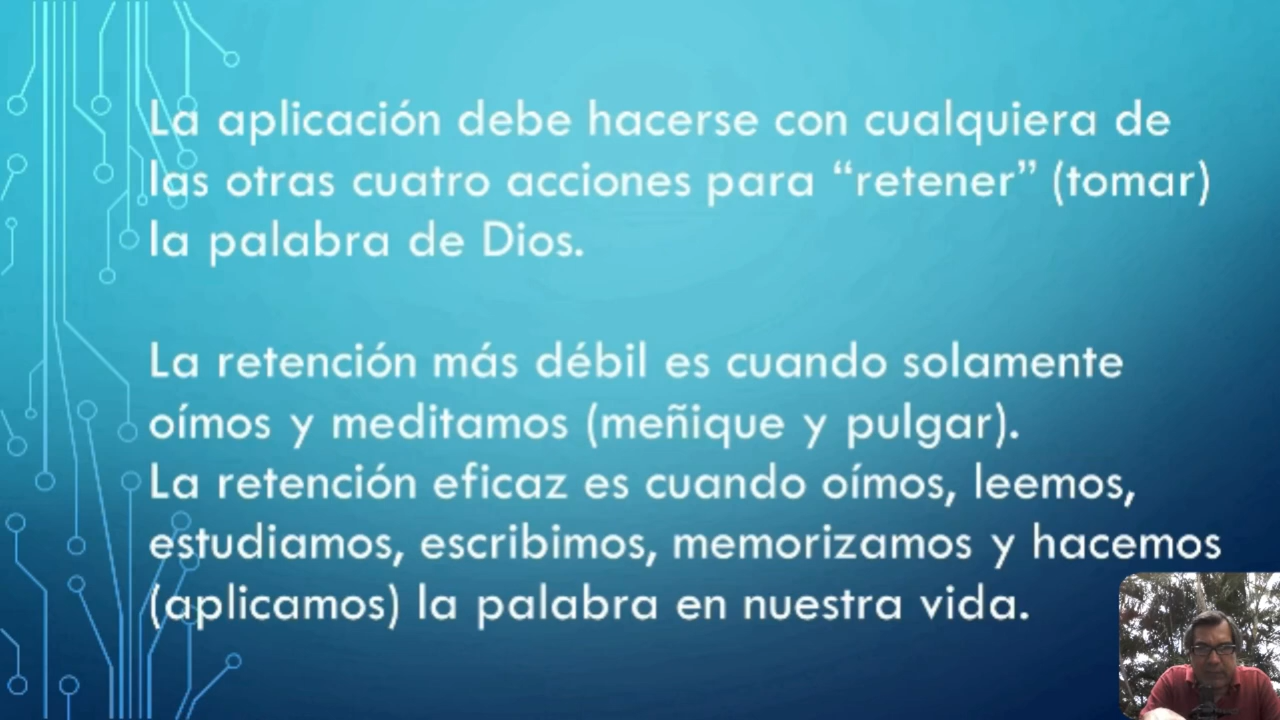 La aplicación debe hacerse con cualquiera de
las otras cuatro acciones para “retener” (tomar)
la palabra de Dios.
La retención más débil es cuando solamente
oímos y meditamos (meñique y pulgar).
La retención eficaz es cuando oímos, leemos,
estudiamos, escribimos, memorizamos y hacemos
(aplicamos) la palabra en nuestra vida.